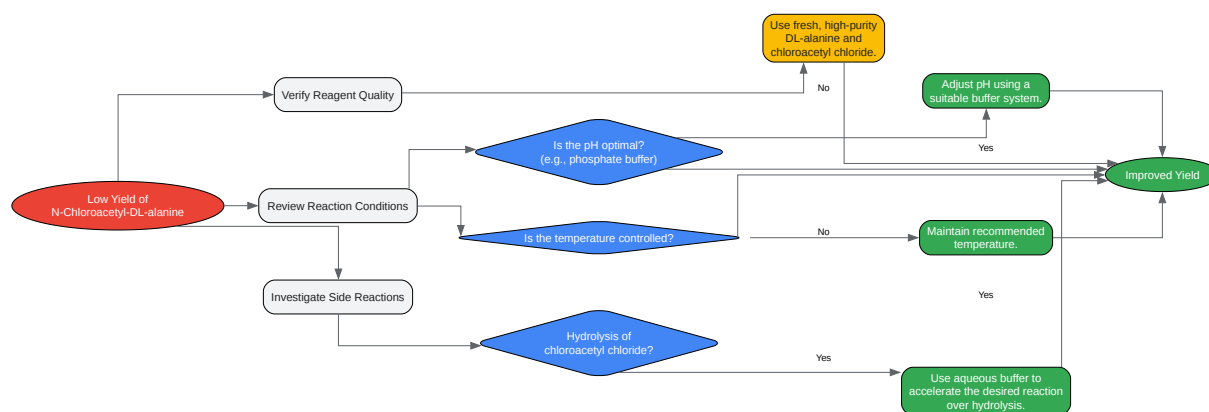 Use fresh, high-purity
DL-alanine and
chloroacetyl chloride.
Verify Reagent Quality
No
Adjust pH using a
suitable buffer system.
Is the pH optimal?
(e.g., phosphate buffer)
Yes
Improved Yield
Low Yield of
N-Chloroacetyl-DL-alanine
Review Reaction Conditions
Is the temperature controlled?
No
Maintain recommended
temperature.
Investigate Side Reactions
Yes
Hydrolysis of
chloroacetyl chloride?
Yes
Use aqueous buffer to
accelerate the desired reaction
over hydrolysis.